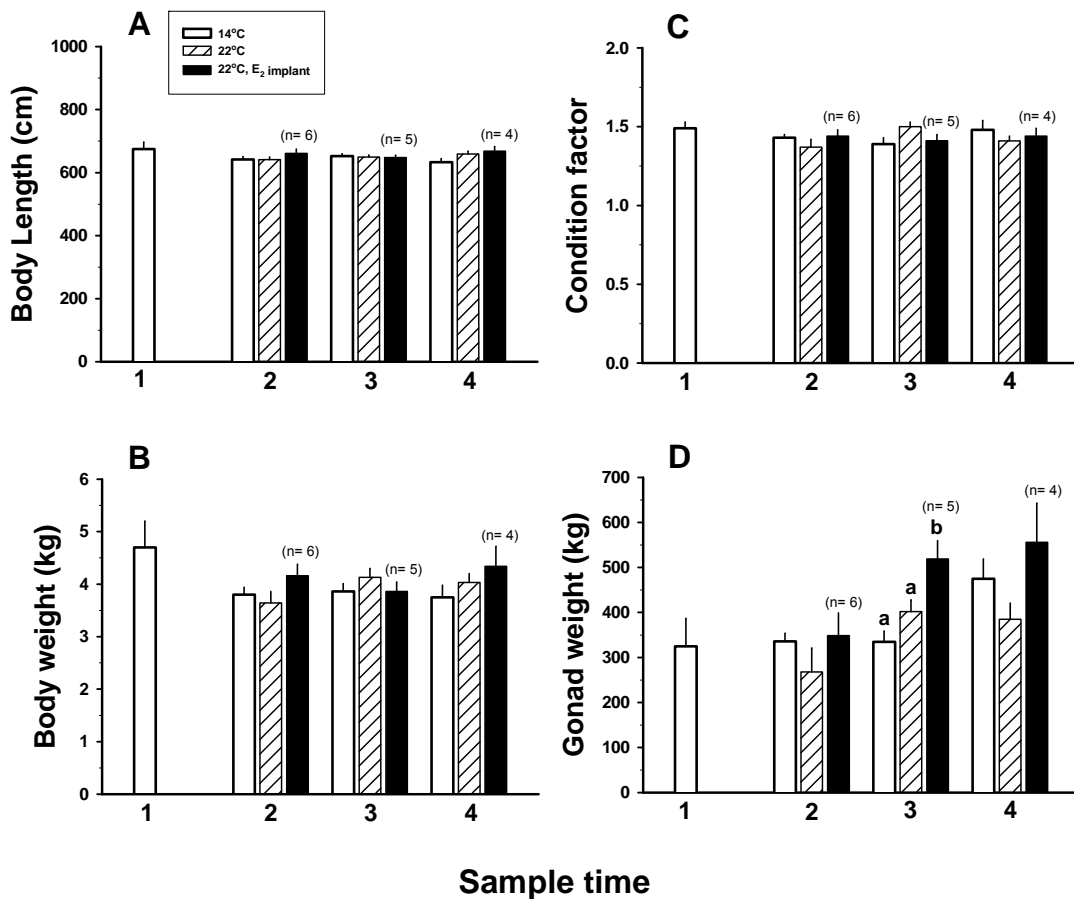 A
14°C
22°C
22°C, E₂ implant
Body Length (cm)
1000
800
600
400
200
0
(n= 6)
(n= 5)
(n= 4)
1
2
3
4
C
Condition factor
2.0
1.5
1.0
0.5
0.0
(n= 6)
(n= 5)
(n= 4)
1
2
3
4
B
Body weight (kg)
6
5
4
3
2
1
0
(n= 6)
(n= 5)
(n= 4)
1
2
3
4
D
Gonad weight (kg)
700
600
500
400
300
200
100
0
(n= 6)
a
a
b
(n= 5)
(n= 4)
1
2
3
4
Sample time